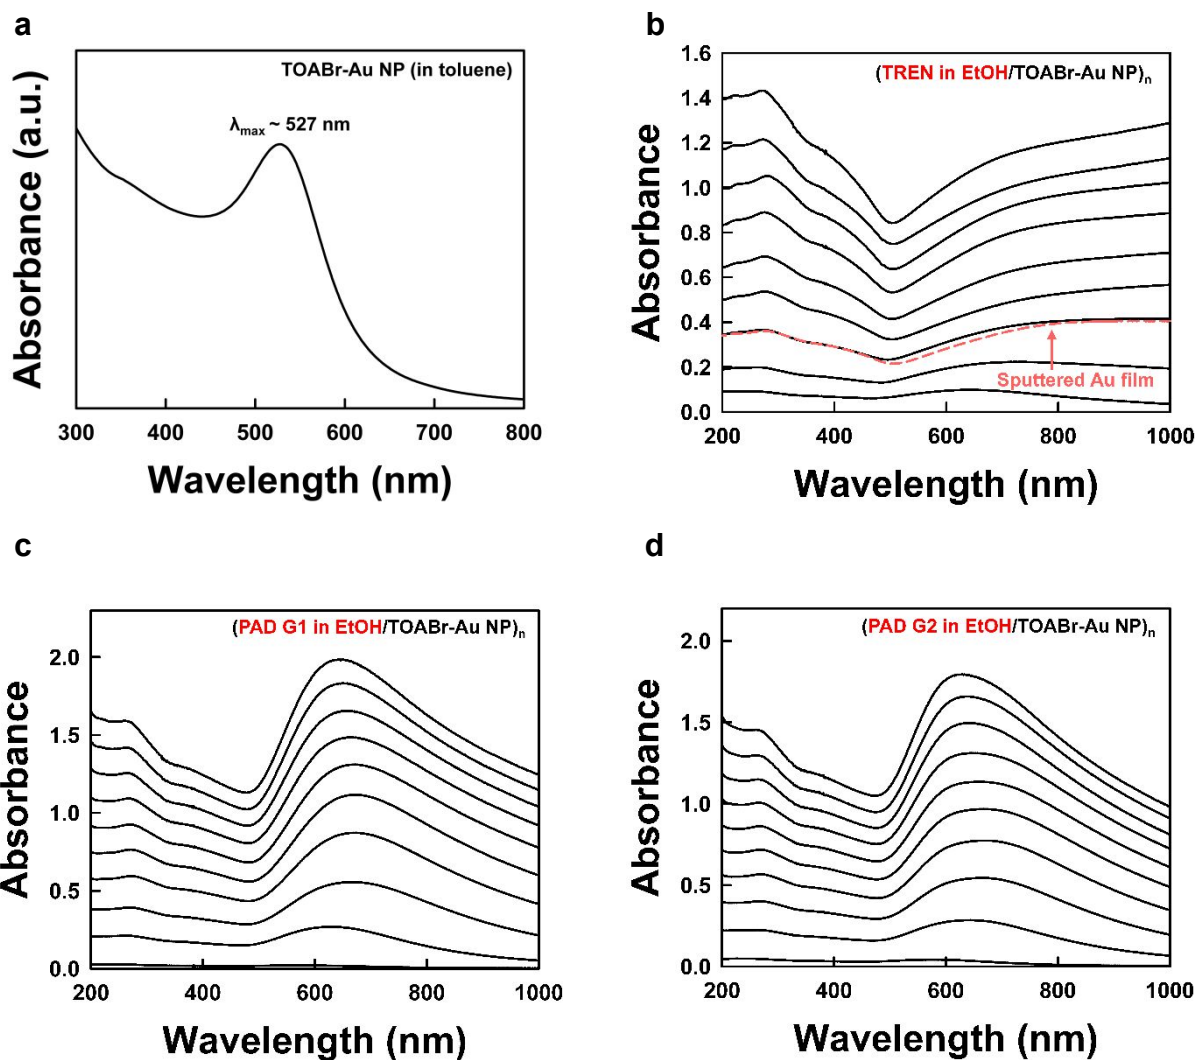 a
TOABr-Au NP (in toluene)
λmax ~ 527 nm
Absorbance (a.u.)
300 400 500 600 700 800
Wavelength (nm)
b
(TREN in EtOH/TOABr-Au NP)n
Sputtered Au film
Absorbance
1.6
1.4
1.2
1.0
0.8
0.6
0.4
0.2
0.0
200 400 600 800 1000
Wavelength (nm)
c
(PAD G1 in EtOH/TOABr-Au NP)n
Absorbance
2.0
1.5
1.0
0.5
0.0
200 400 600 800 1000
Wavelength (nm)
d
(PAD G2 in EtOH/TOABr-Au NP)n
Absorbance
2.0
1.5
1.0
0.5
0.0
200 400 600 800 1000
Wavelength (nm)